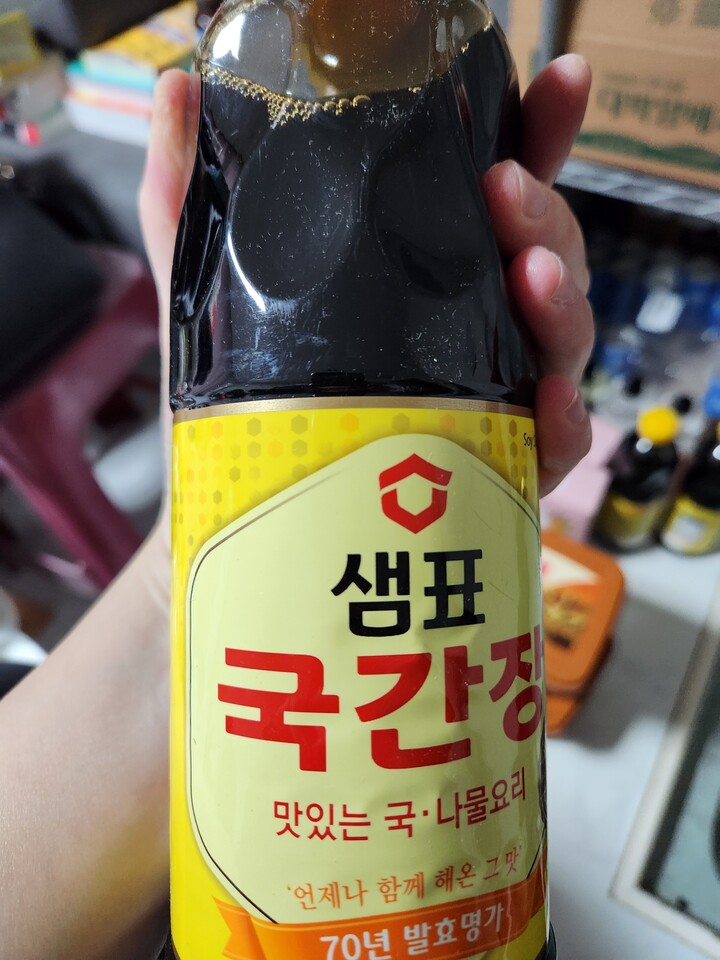 Soy
샘표
국간장
맛있는 국·나물요리
'언제나 함께 해온 그 맛'
70년 발효명가